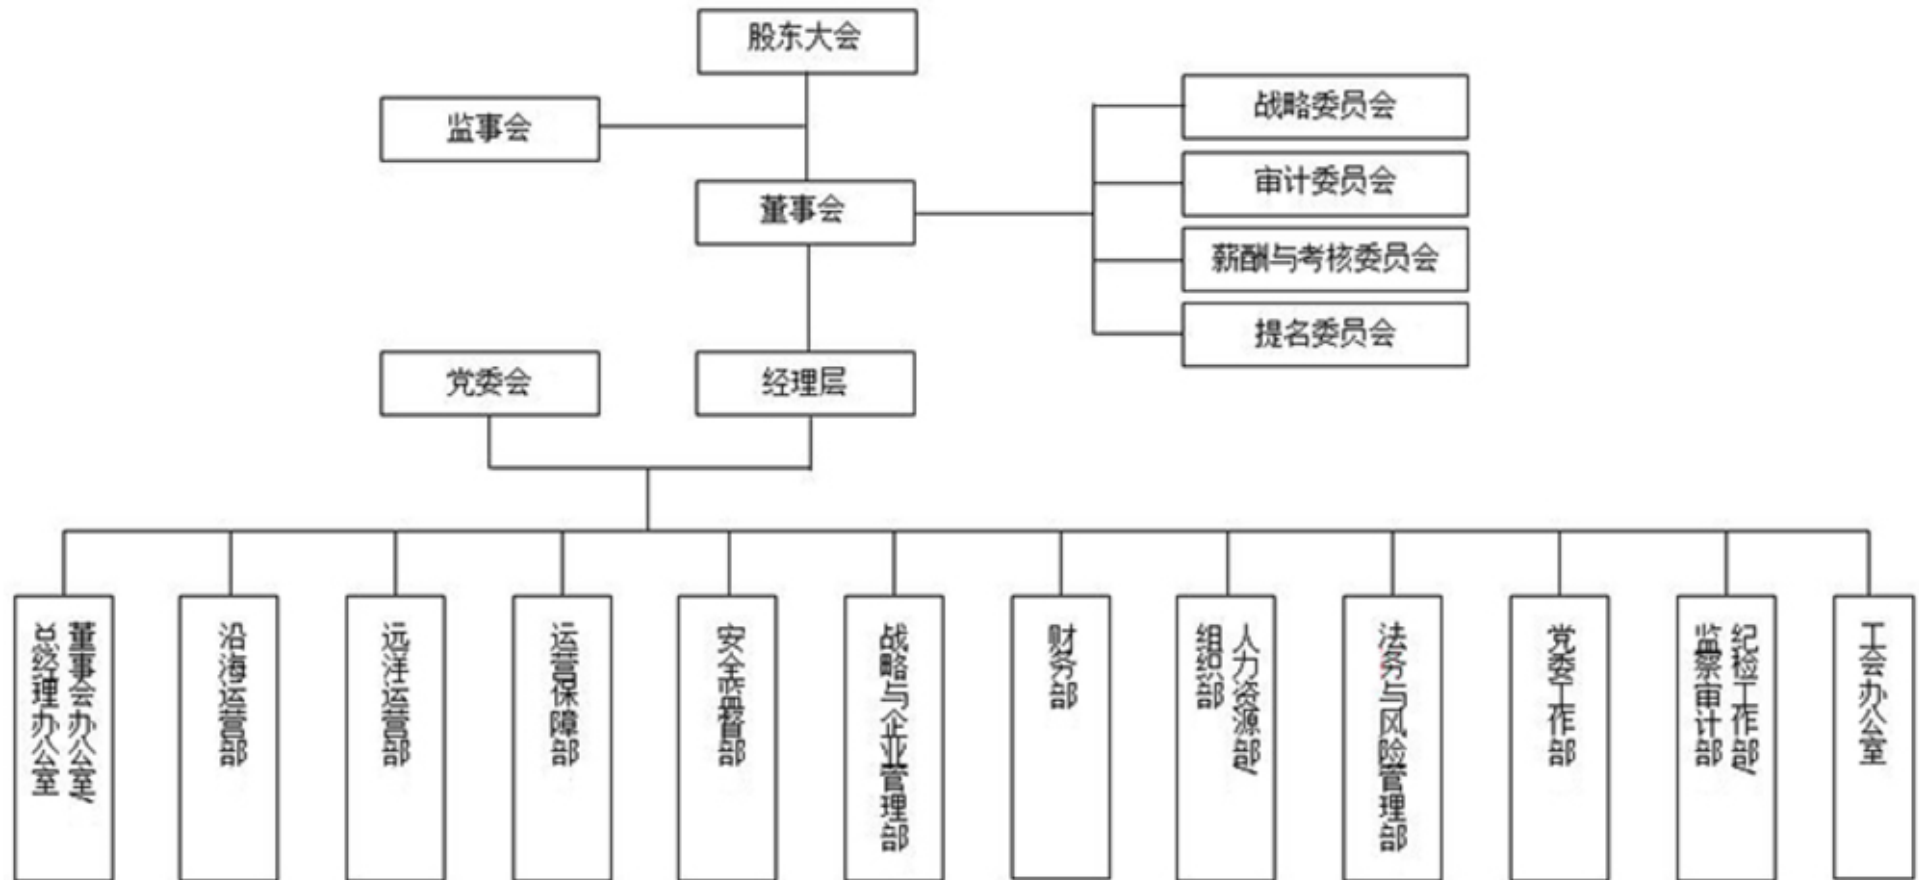 股东大会
监事会
战略委员会
审计委员会
董事会
薪酬与考核委员会
提名委员会
党委会
经理层
董事会办公室/
总经理办公室
沿海运营部
远洋运营部
运营保障部
安全监督部
战略与企业管理部
财务部
人力资源部/
组织部
法务与风险管理部
党委工作部
纪检工作部/
监察审计部
工会办公室